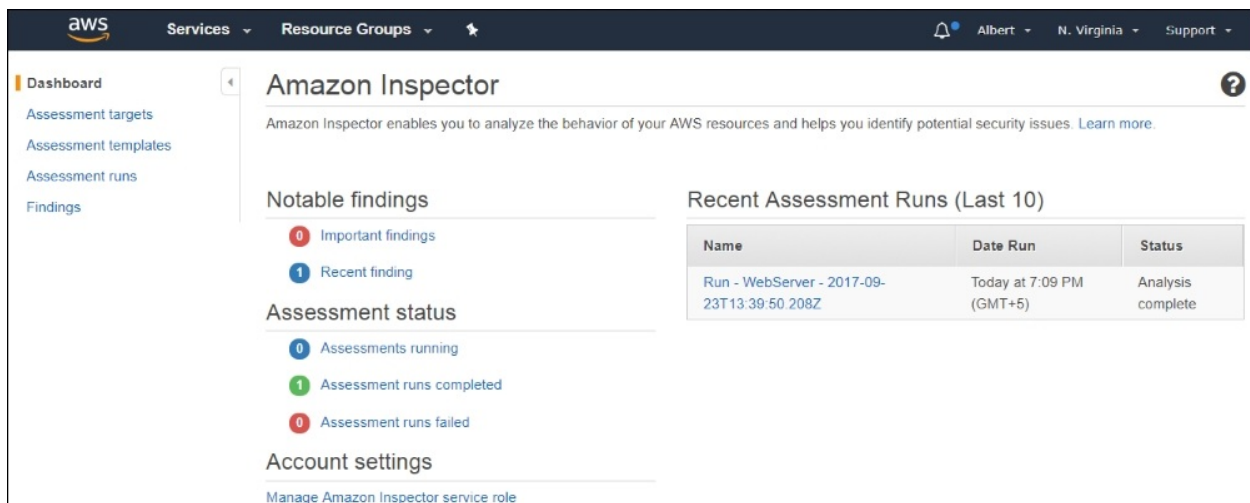 aws Services Resource Groups Albert N. Virginia Support
Dashboard
Assessment targets
Assessment templates
Assessment runs
Findings
Amazon Inspector
?
Amazon Inspector enables you to analyze the behavior of your AWS resources and helps you identify potential security issues. Learn more.
Notable findings
0 Important findings
1 Recent finding
Assessment status
0 Assessments running
1 Assessment runs completed
0 Assessment runs failed
Account settings
Manage Amazon Inspector service role
Recent Assessment Runs (Last 10)
Name Date Run Status
Run - WebServer - 2017-09- Today at 7:09 PM Analysis
23T13:39:50.208Z (GMT+5) complete